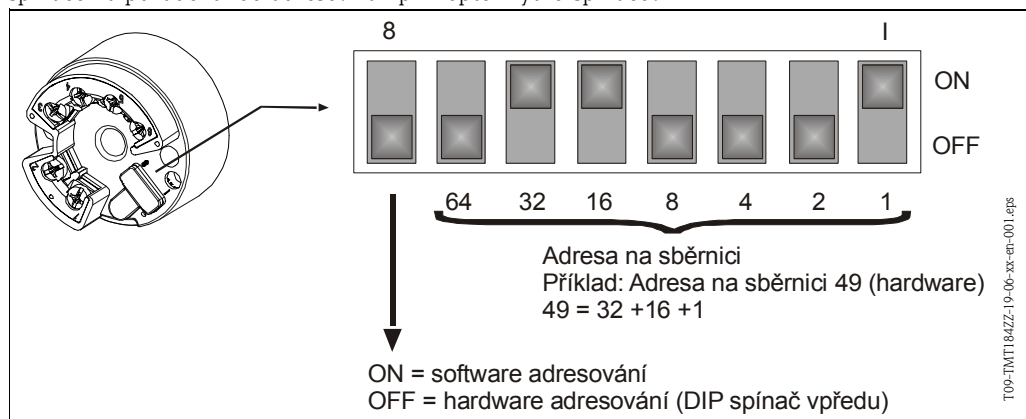 8 I
ON
OFF
64 32 16 8 4 2 1
Adresa na sběrnici
Příklad: Adresa na sběrnici 49 (hardware)
49 = 32 +16 +1
ON = software adresování
OFF = hardware adresování (DIP spínač vpředu)
T09-TMT184ZZ-19-06-xx-en-001.eps